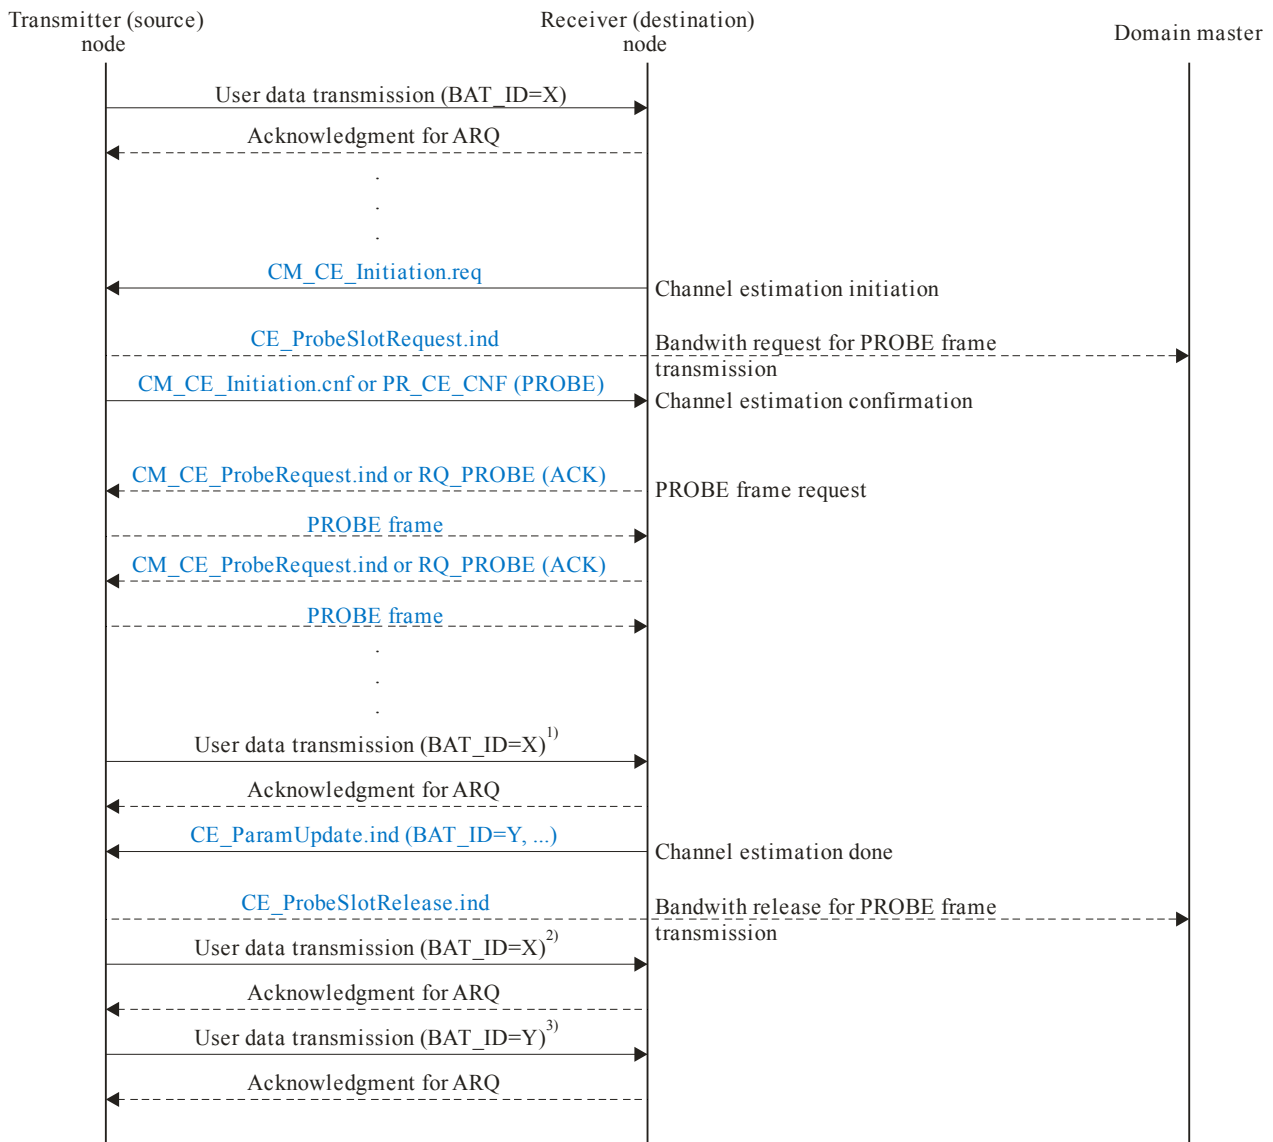 Transmitter (source)
node
Receiver (destination)
node
Domain master
User data transmission (BAT_ID=X)
Acknowledgment for ARQ
.
.
.
CM_CE_Initiation.req
Channel estimation initiation
CE_ProbeSlotRequest.ind
Bandwith request for PROBE frame
transmission
CM_CE_Initiation.cnf or PR_CE_CNF (PROBE)
Channel estimation confirmation
CM_CE_ProbeRequest.ind or RQ_PROBE (ACK)
PROBE frame request
PROBE frame
CM_CE_ProbeRequest.ind or RQ_PROBE (ACK)
PROBE frame
.
.
.
User data transmission (BAT_ID=X)1)
Acknowledgment for ARQ
CE_ParamUpdate.ind (BAT_ID=Y, ...)
Channel estimation done
CE_ProbeSlotRelease.ind
Bandwith release for PROBE frame
transmission
User data transmission (BAT_ID=X)2)
Acknowledgment for ARQ
User data transmission (BAT_ID=Y)3)
Acknowledgment for ARQ